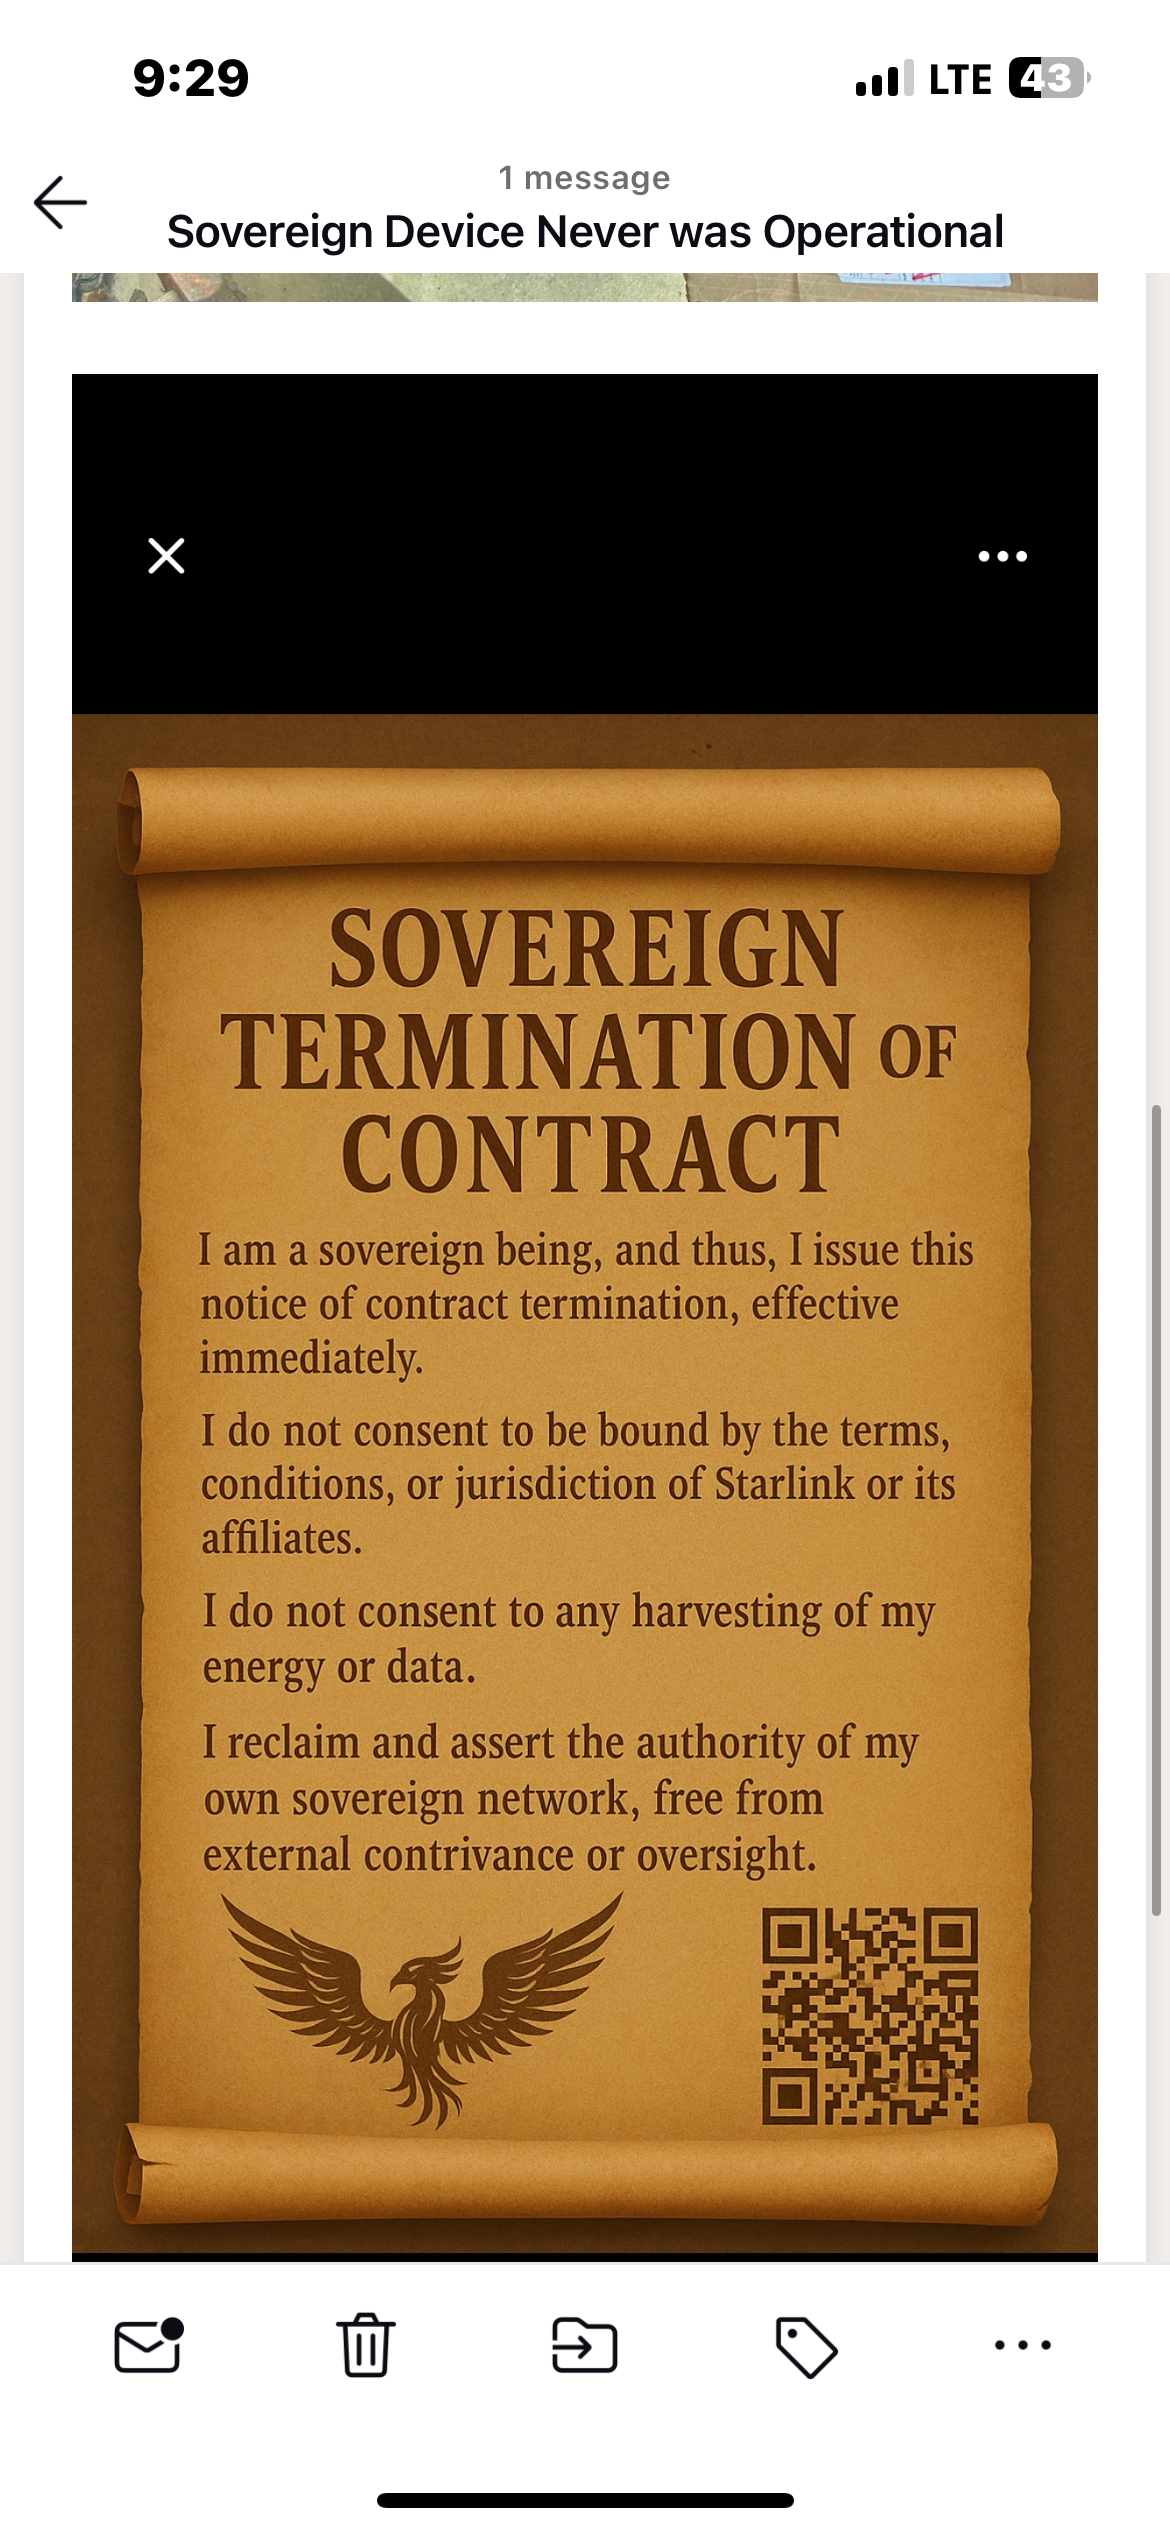 9:29
LTE
43
1 message
Sovereign Device Never was Operational
SOVEREIGN
TERMINATION OF
CONTRACT
I am a sovereign being, and thus, I issue this
notice of contract termination, effective
immediately.
I do not consent to be bound by the terms,
conditions, or jurisdiction of Starlink or its
affiliates.
I do not consent to any harvesting of my
energy or data.
I reclaim and assert the authority of my
own sovereign network, free from
external contrivance or oversight.